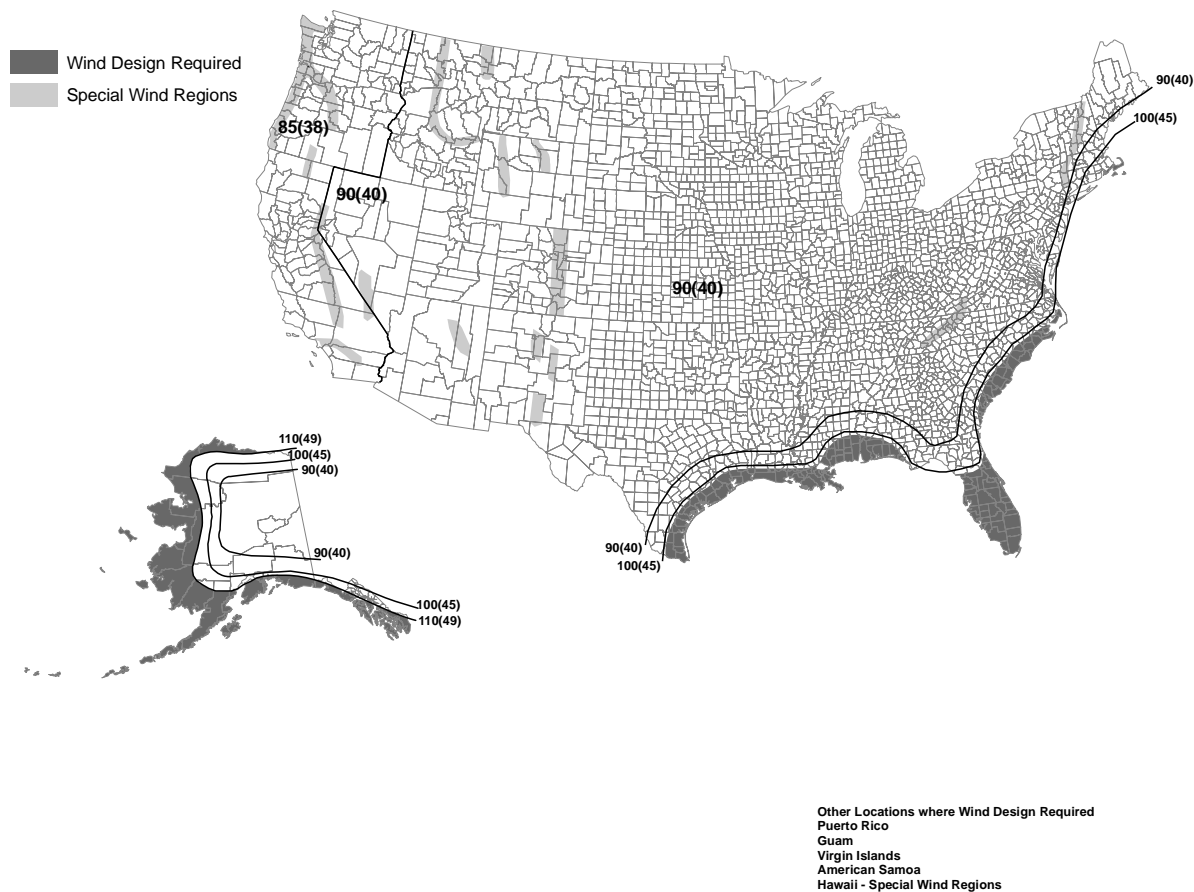 Wind Design Required
Special Wind Regions
90(40)
100(45)
85(38)
90(40)
90(40)
110(49)
100(45)
90(40)
90(40)
100(45)
90(40)
100(45)
110(49)
Other Locations where Wind Design Required
Puerto Rico
Guam
Virgin Islands
American Samoa
Hawaii - Special Wind Regions